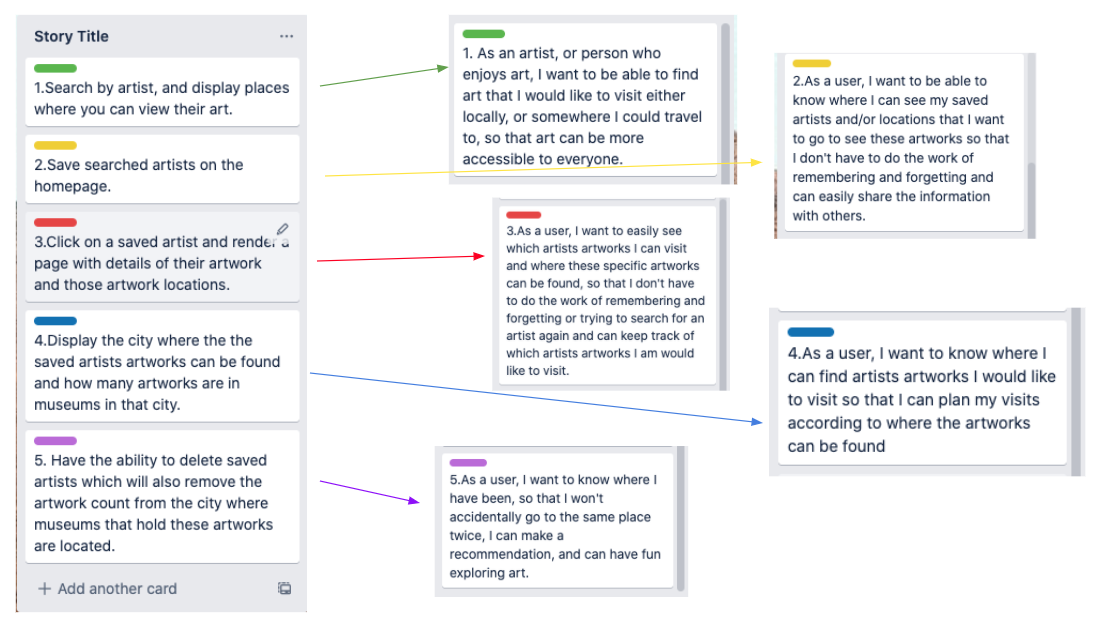 Story Title
1.Search by artist, and display places
where you can view their art.
2.Save searched artists on the
homepage.
3.Click on a saved artist and render a
page with details of their artwork
and those artwork locations.
4.Display the city where the the
saved artists artworks can be found
and how many artworks are in
museums in that city.
5. Have the ability to delete saved
artists which will also remove the
artwork count from the city where
museums that hold these artworks
are located.
+ Add another card
1. As an artist, or person who
enjoys art, I want to be able to find
art that I would like to visit either
locally, or somewhere I could travel
to, so that art can be more
accessible to everyone.
2.As a user, I want to be able to
know where I can see my saved
artists and/or locations that I want
to go to see these artworks so that
I don't have to do the work of
remembering and forgetting and
can easily share the information
with others.
3.As a user, I want to easily see
which artists artworks I can visit
and where these specific artworks
can be found, so that I don't have
to do the work of remembering and
forgetting or trying to search for an
artist again and can keep track of
which artists artworks I am would
like to visit.
4.As a user, I want to know where I
can find artists artworks I would like
to visit so that I can plan my visits
according to where the artworks
can be found
5.As a user, I want to know where I
have been, so that I won't
accidentally go to the same place
twice, I can make a
recommendation, and can have fun
exploring art.